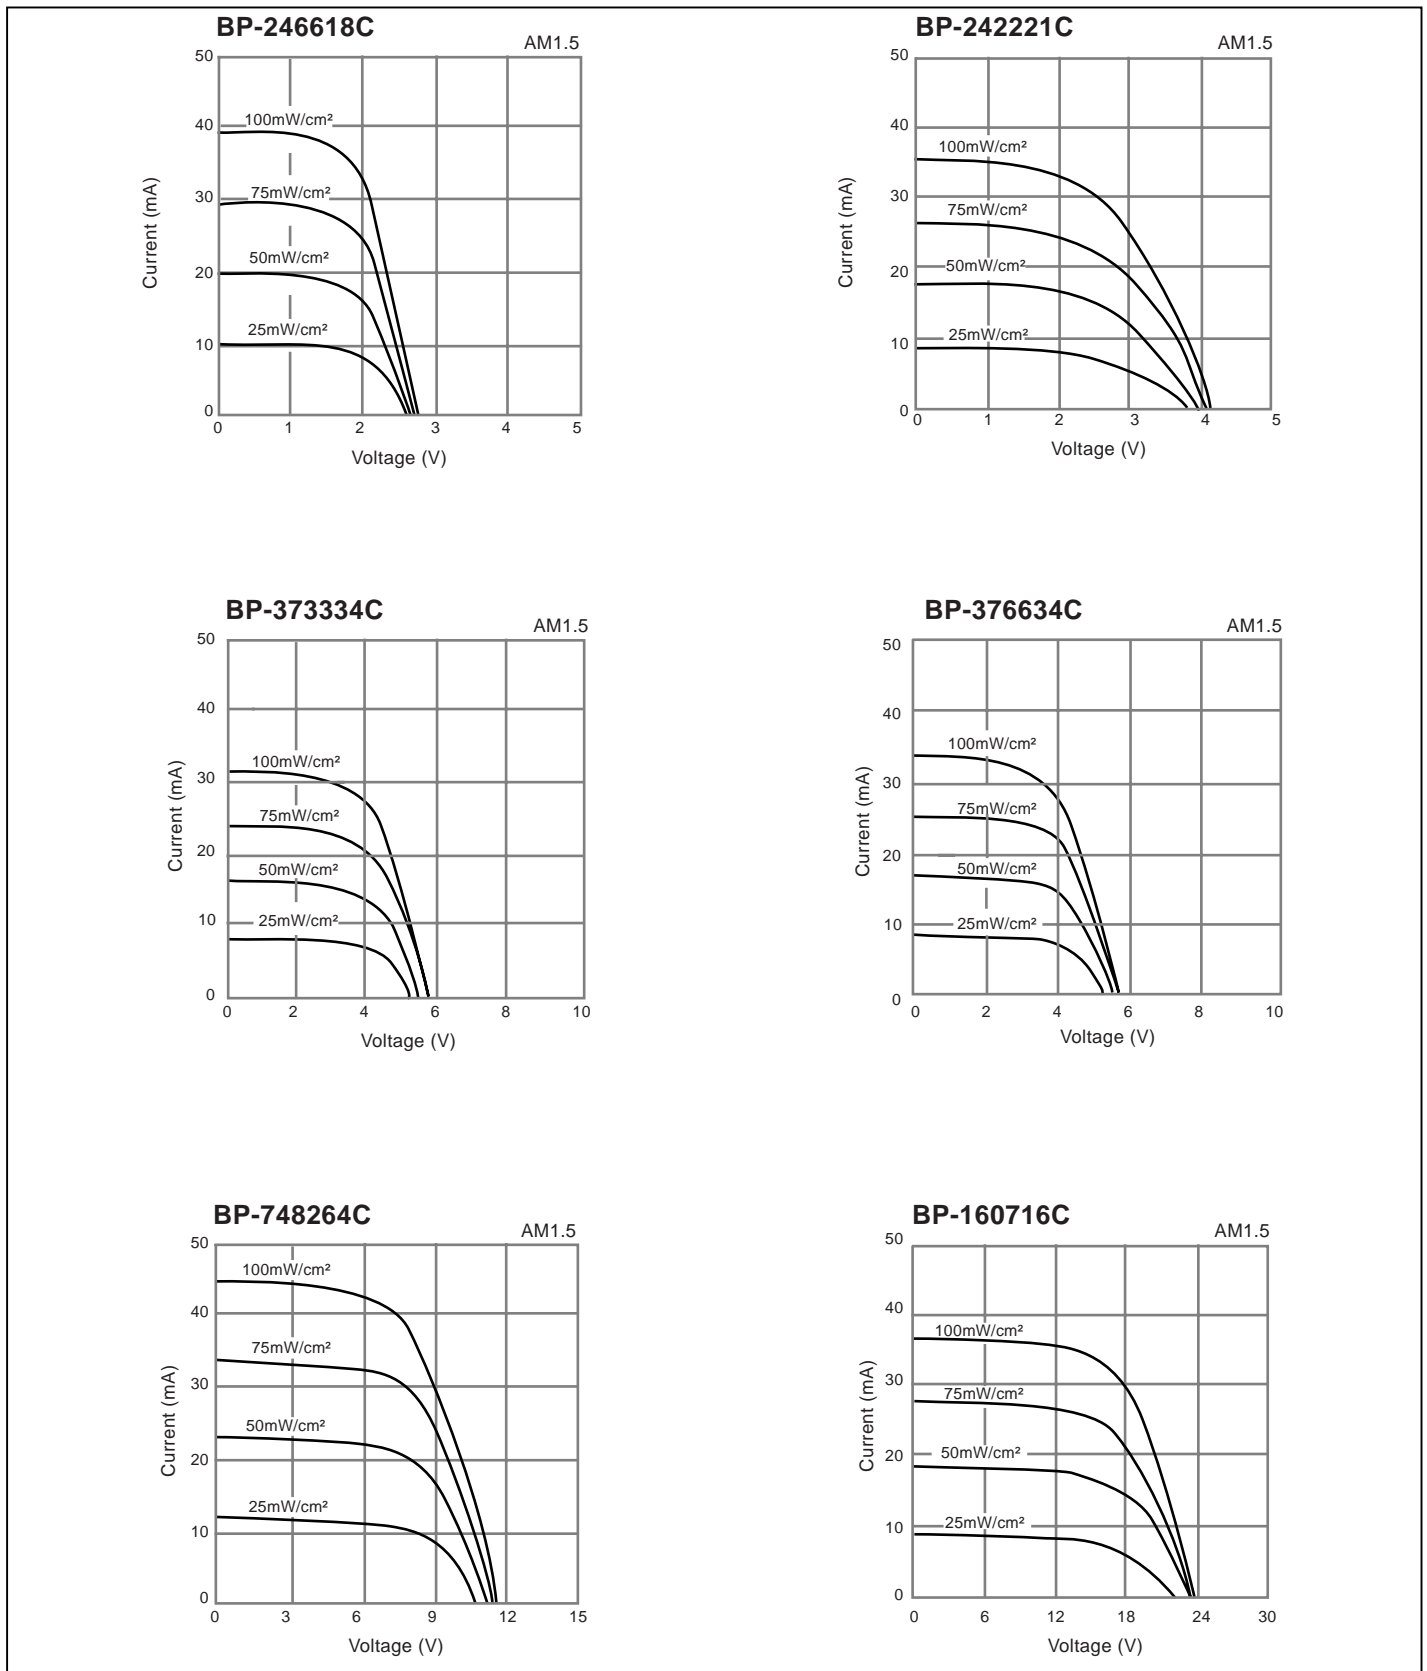 BP-246618C
AM1.5
50
40
30
20
10
0
100mW/cm²
75mW/cm²
50mW/cm²
25mW/cm²
0 1 2 3 4 5
Current (mA)
Voltage (V)
BP-242221C
AM1.5
50
40
30
20
10
0
100mW/cm²
75mW/cm²
50mW/cm²
25mW/cm²
0 1 2 3 4 5
Current (mA)
Voltage (V)
BP-373334C
AM1.5
50
40
30
20
10
0
100mW/cm²
75mW/cm²
50mW/cm²
25mW/cm²
0 2 4 6 8 10
Current (mA)
Voltage (V)
BP-376634C
AM1.5
50
40
30
20
10
0
100mW/cm²
75mW/cm²
50mW/cm²
25mW/cm²
0 2 4 6 8 10
Current (mA)
Voltage (V)
BP-748264C
AM1.5
50
40
30
20
10
0
100mW/cm²
75mW/cm²
50mW/cm²
25mW/cm²
0 3 6 9 12 15
Current (mA)
Voltage (V)
BP-160716C
AM1.5
50
40
30
20
10
0
100mW/cm²
75mW/cm²
50mW/cm²
25mW/cm²
0 6 12 18 24 30
Current (mA)
Voltage (V)